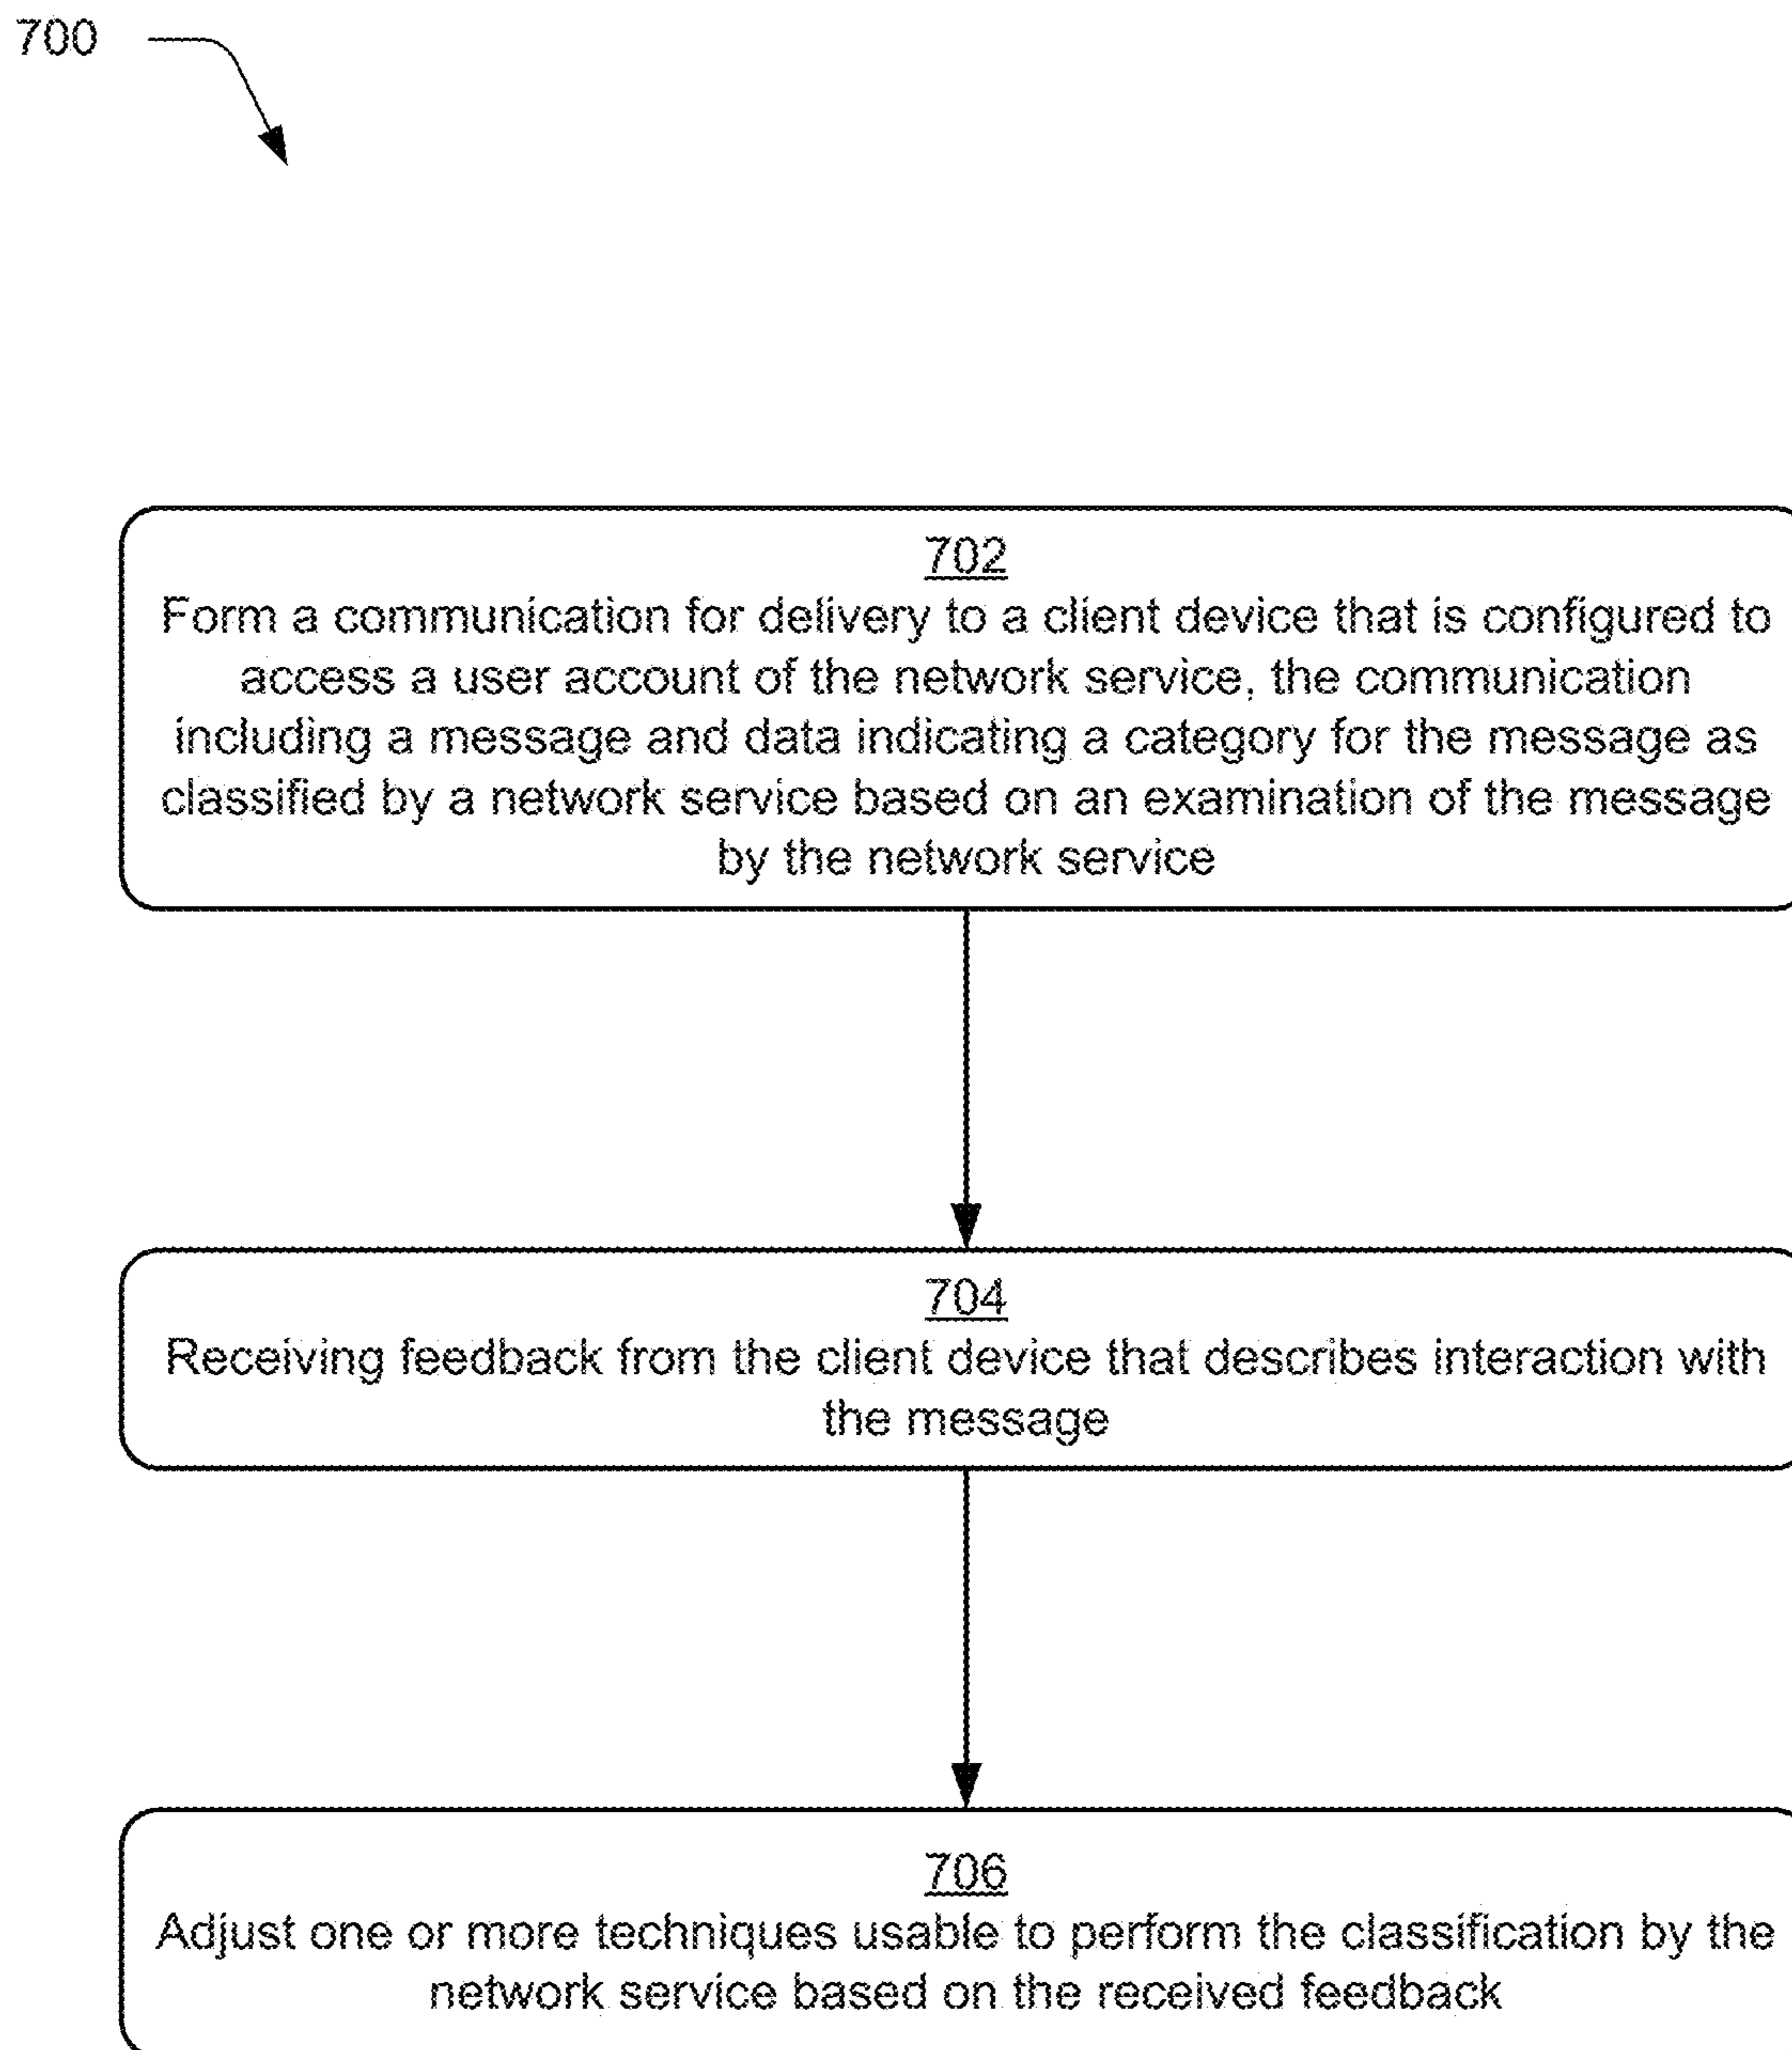 700
702
Form a communication for delivery to a client device that is configured to
access a user account of the network service, the communication
including a message and data indicating a category for the message as
classified by a network service based on an examination of the message
by the network service
704
Receiving feedback from the client device that describes interaction with
the message
706
Adjust one or more techniques usable to perform the classification by the
network service based on the received feedback